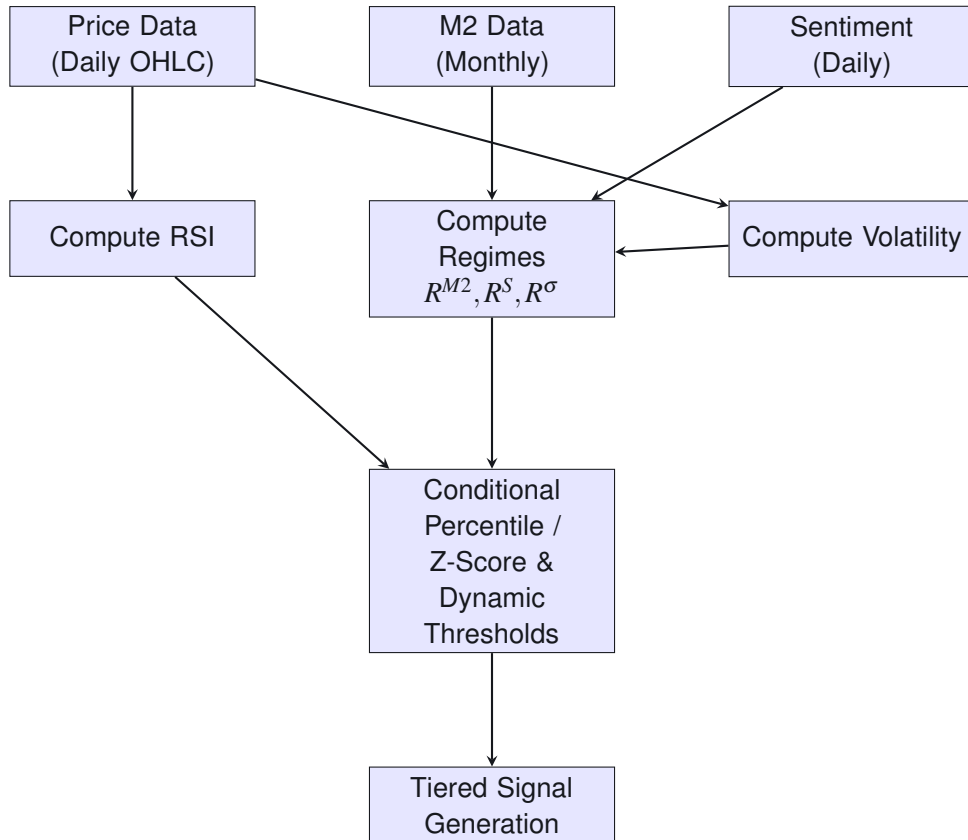 Price Data
(Daily OHLC)
M2 Data
(Monthly)
Sentiment
(Daily)
Compute RSI
Compute
Regimes
$R^{M2}, R^{S}, R^{\sigma}$
Compute Volatility
Conditional
Percentile /
Z-Score &
Dynamic
Thresholds
Tiered Signal
Generation